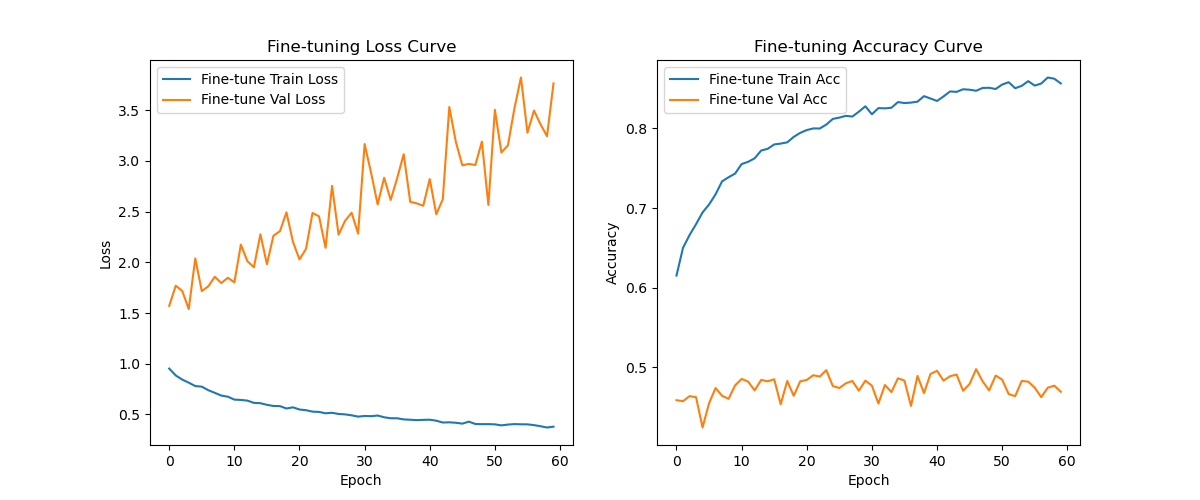 Fine-tuning Loss Curve
Fine-tune Train Loss
Fine-tune Val Loss
3.5
3.0
2.5
2.0
1.5
1.0
0.5
Loss
0 10 20 30 40 50 60
Epoch
Fine-tuning Accuracy Curve
Fine-tune Train Acc
Fine-tune Val Acc
0.8
0.7
0.6
0.5
Accuracy
0 10 20 30 40 50 60
Epoch